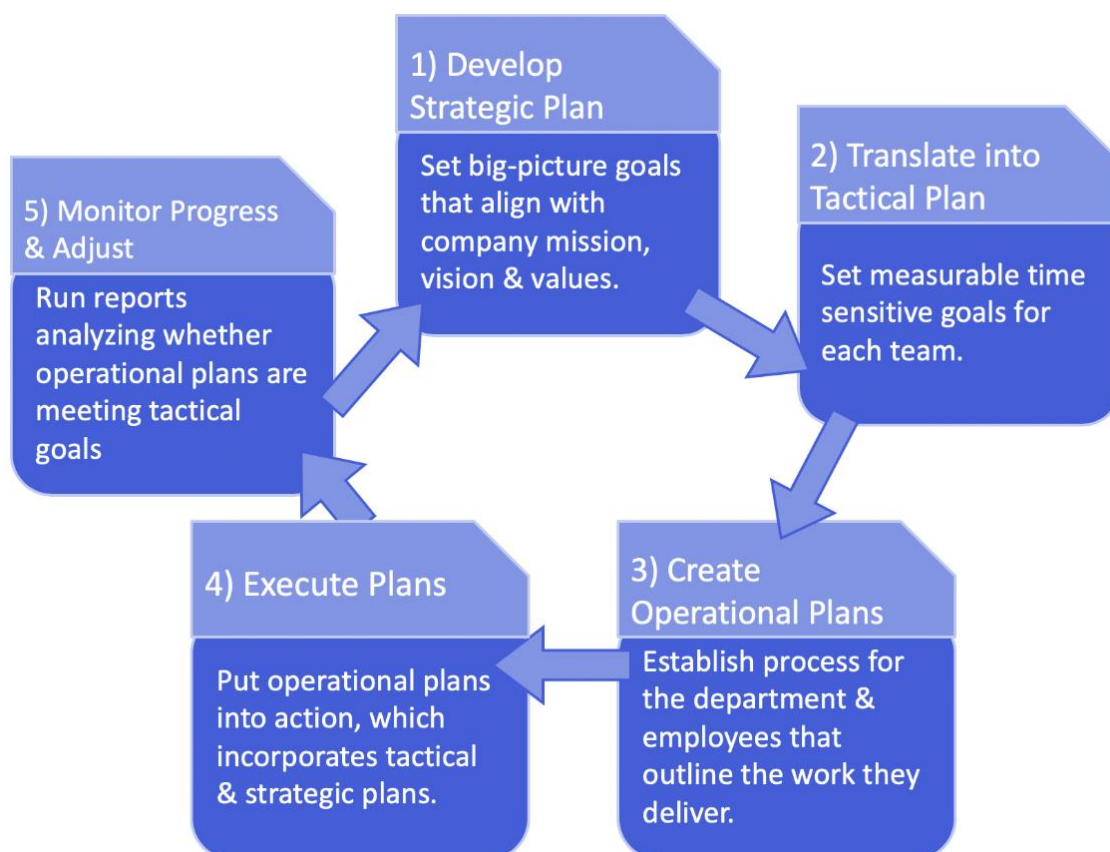 1) Develop
Strategic Plan
Set big-picture goals
that align with
company mission,
vision & values.
2) Translate into
Tactical Plan
Set measurable time
sensitive goals for
each team.
3) Create
Operational Plans
Establish process for
the department &
employees that
outline the work they
deliver.
4) Execute Plans
Put operational plans
into action, which
incorporates tactical
& strategic plans.
5) Monitor Progress
& Adjust
Run reports
analyzing whether
operational plans are
meeting tactical
goals